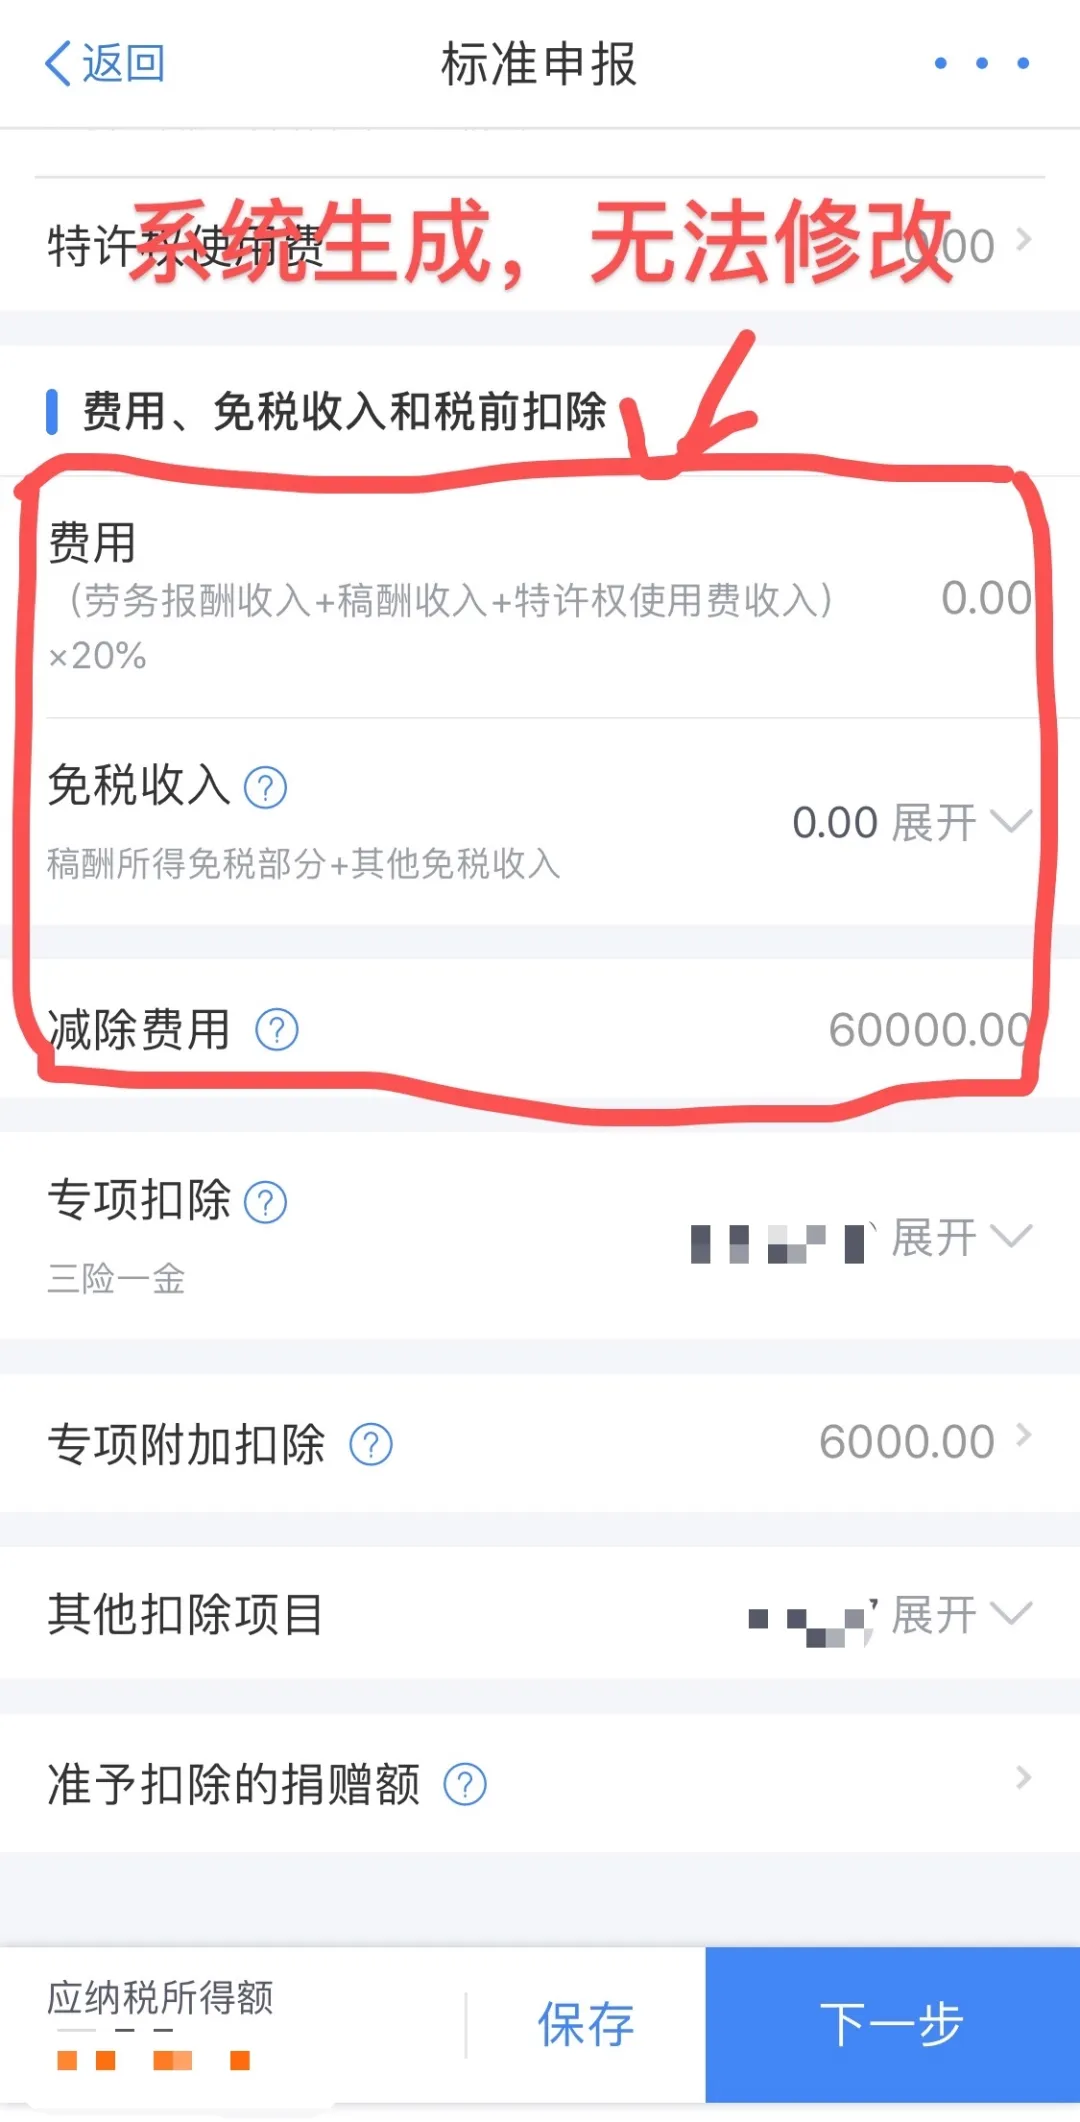 返回
标准申报
系统生成，无法修改
特许权使用费
0.00
费用、免税收入和税前扣除
费用
（劳务报酬收入+稿酬收入+特许权使用费收入）
×20%
0.00
免税收入 ?
0.00 展开
稿酬所得免税部分+其他免税收入
减除费用 ?
60000.00
专项扣除 ?
展开
三险一金
专项附加扣除 ?
6000.00
其他扣除项目
展开
准予扣除的捐赠额 ?
应纳税所得额
保存
下一步